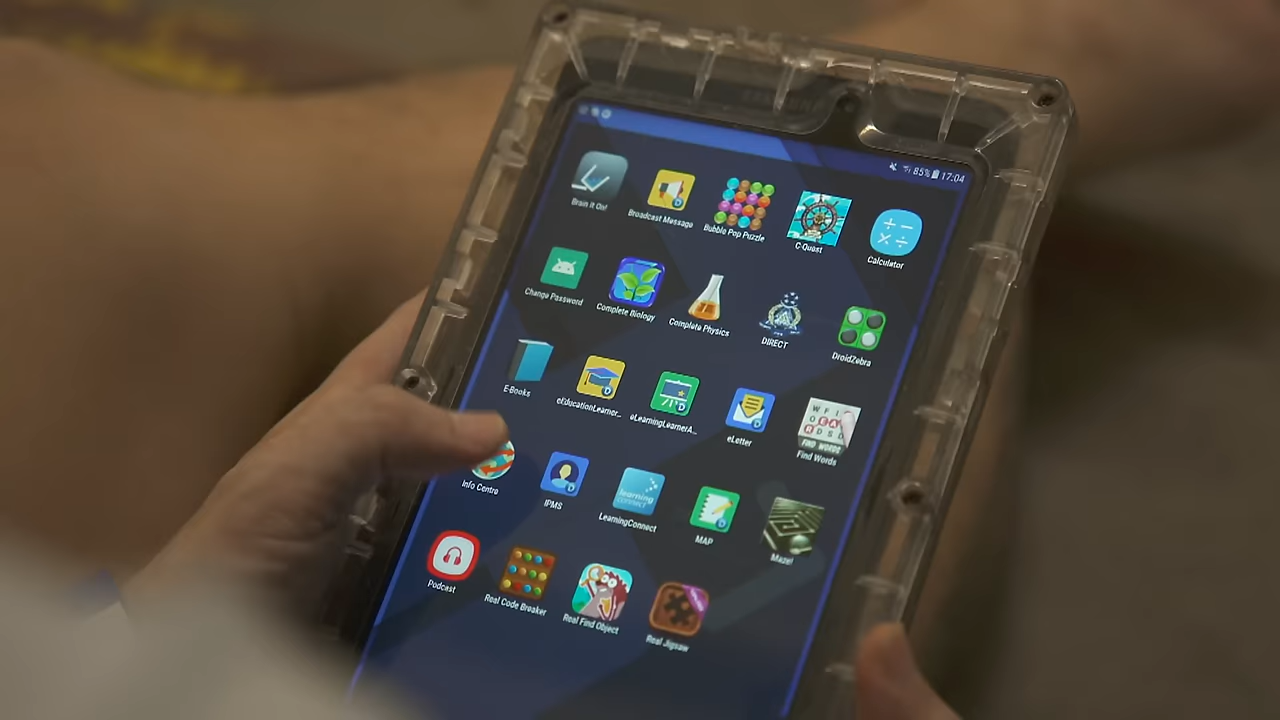 85% 17:04
Brain It On!
Broadcast Message
Bubble Pop Puzzle
C-Quest
Calculator
Change Password
Complete Biology
Complete Physics
DIRECT
DroidZebra
E-Books
eEducationLearner...
eLearningLearnerA...
eLetter
FIND WORDS
Find Words
Info Centre
IPMS
learning
CONNECT
LearningConnect
MAP
Maze!
Podcast
Real Code Breaker
Real Find Object
Real Jigsaw